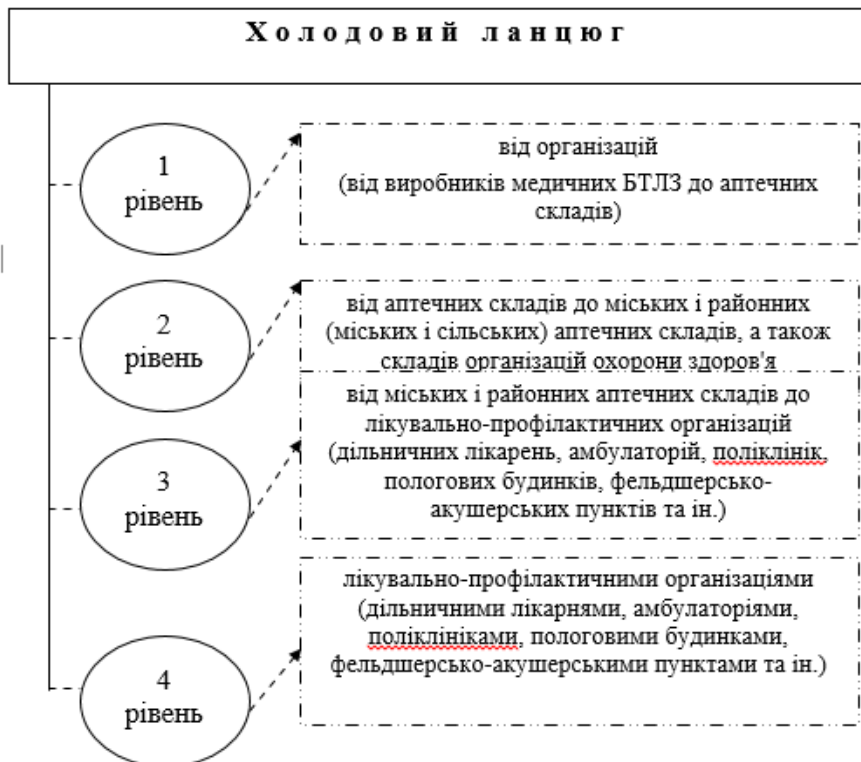 Холодовий ланцюг
1
рівень
від організацій
(від виробників медичних БТЛЗ до аптечних
складів)
2
рівень
від аптечних складів до міських і районних
(міських і сільських) аптечних складів, а також
складів організацій охорони здоров'я
3
рівень
від міських і районних аптечних складів до
лікувально-профілактичних організацій
(дільничних лікарень, амбулаторій, поліклінік,
пологових будинків, фельдшерсько-
акушерських пунктів та ін.)
4
рівень
лікувально-профілактичними організаціями
(дільничними лікарнями, амбулаторіями,
поліклініками, пологовими будинками,
фельдшерсько-акушерськими пунктами та ін.)